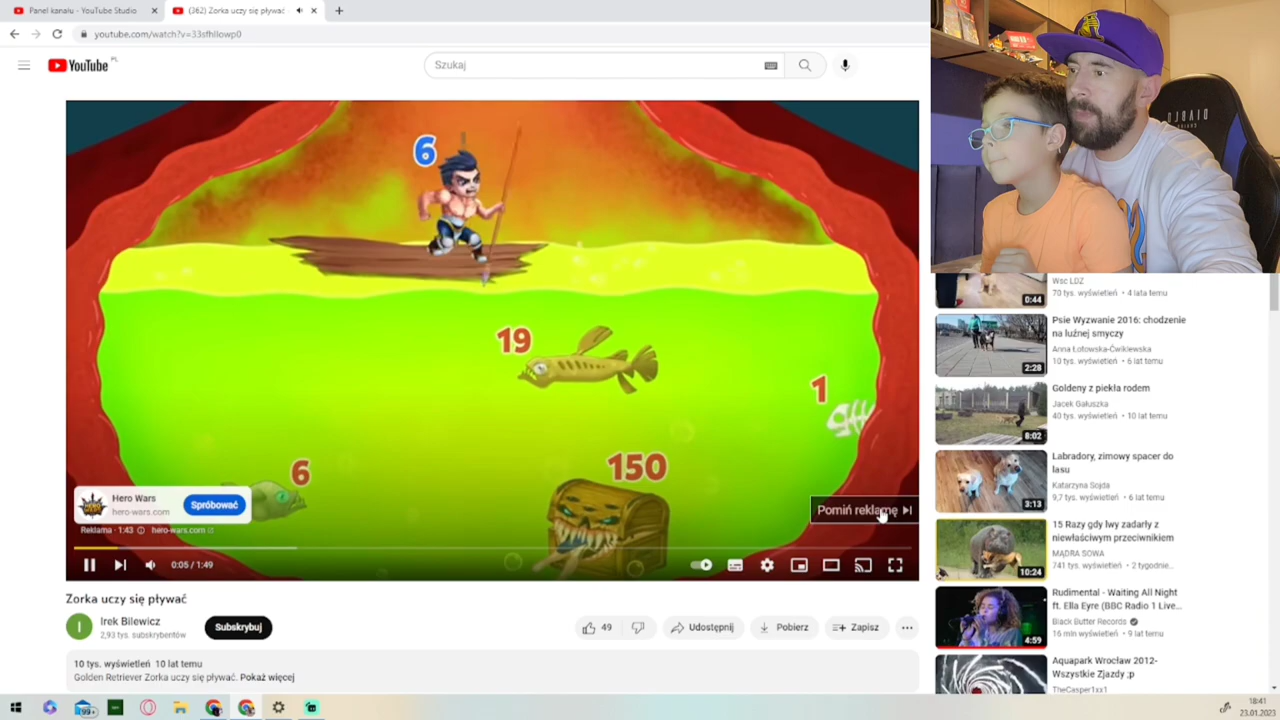 Panel kanału - YouTube Studio
(362) Zorka uczy się pływać
youtube.com/watch?v=33sfhlIowp0
YouTube PL
Szukaj
6
19
1
6
150
Hero Wars
hero-wars.com
Spróbować
Reklama · 1:43 hero-wars.com
Pomiń reklamę
0:05 / 1:49
Zorka uczy się pływać
Irek Bilewicz
2,93 tys. subskrybentów
Subskrybuj
49
Udostępnij
Pobierz
Zapisz
10 tys. wyświetleń 10 lat temu
Golden Retriever Zorka uczy się pływać. Pokaż więcej
DIABLO
Wsc LDZ
70 tys. wyświetleń • 4 lata temu
0:44
Psie Wyzwanie 2016: chodzenie
na luźnej smyczy
Anna Łotowska-Ćwiklewska
10 tys. wyświetleń • 6 lat temu
2:28
Goldeny z piekła rodem
Jacek Gałuszka
40 tys. wyświetleń • 10 lat temu
8:02
Labradory, zimowy spacer do
lasu
Katarzyna Sojda
9,7 tys. wyświetleń • 6 lat temu
3:13
15 Razy gdy lwy zadarły z
niewłaściwym przeciwnikiem
MĄDRA SOWA
741 tys. wyświetleń • 2 tygodnie...
10:24
Rudimental - Waiting All Night
ft. Ella Eyre (BBC Radio 1 Live...
Black Butter Records
16 mln wyświetleń • 9 lat temu
4:59
Aquapark Wrocław 2012-
Wszystkie Zjazdy ;p
TheCasper1xx1
99+
18:41
23.01.2023